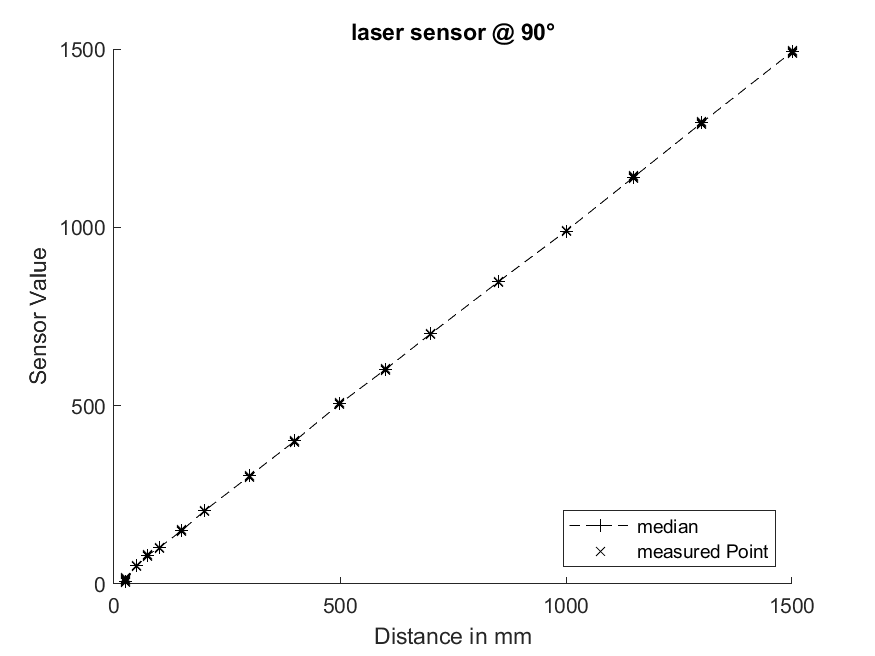 laser sensor @ 90°
1500
1000
500
0
Sensor Value
0 500 1000 1500
Distance in mm
median
measured Point